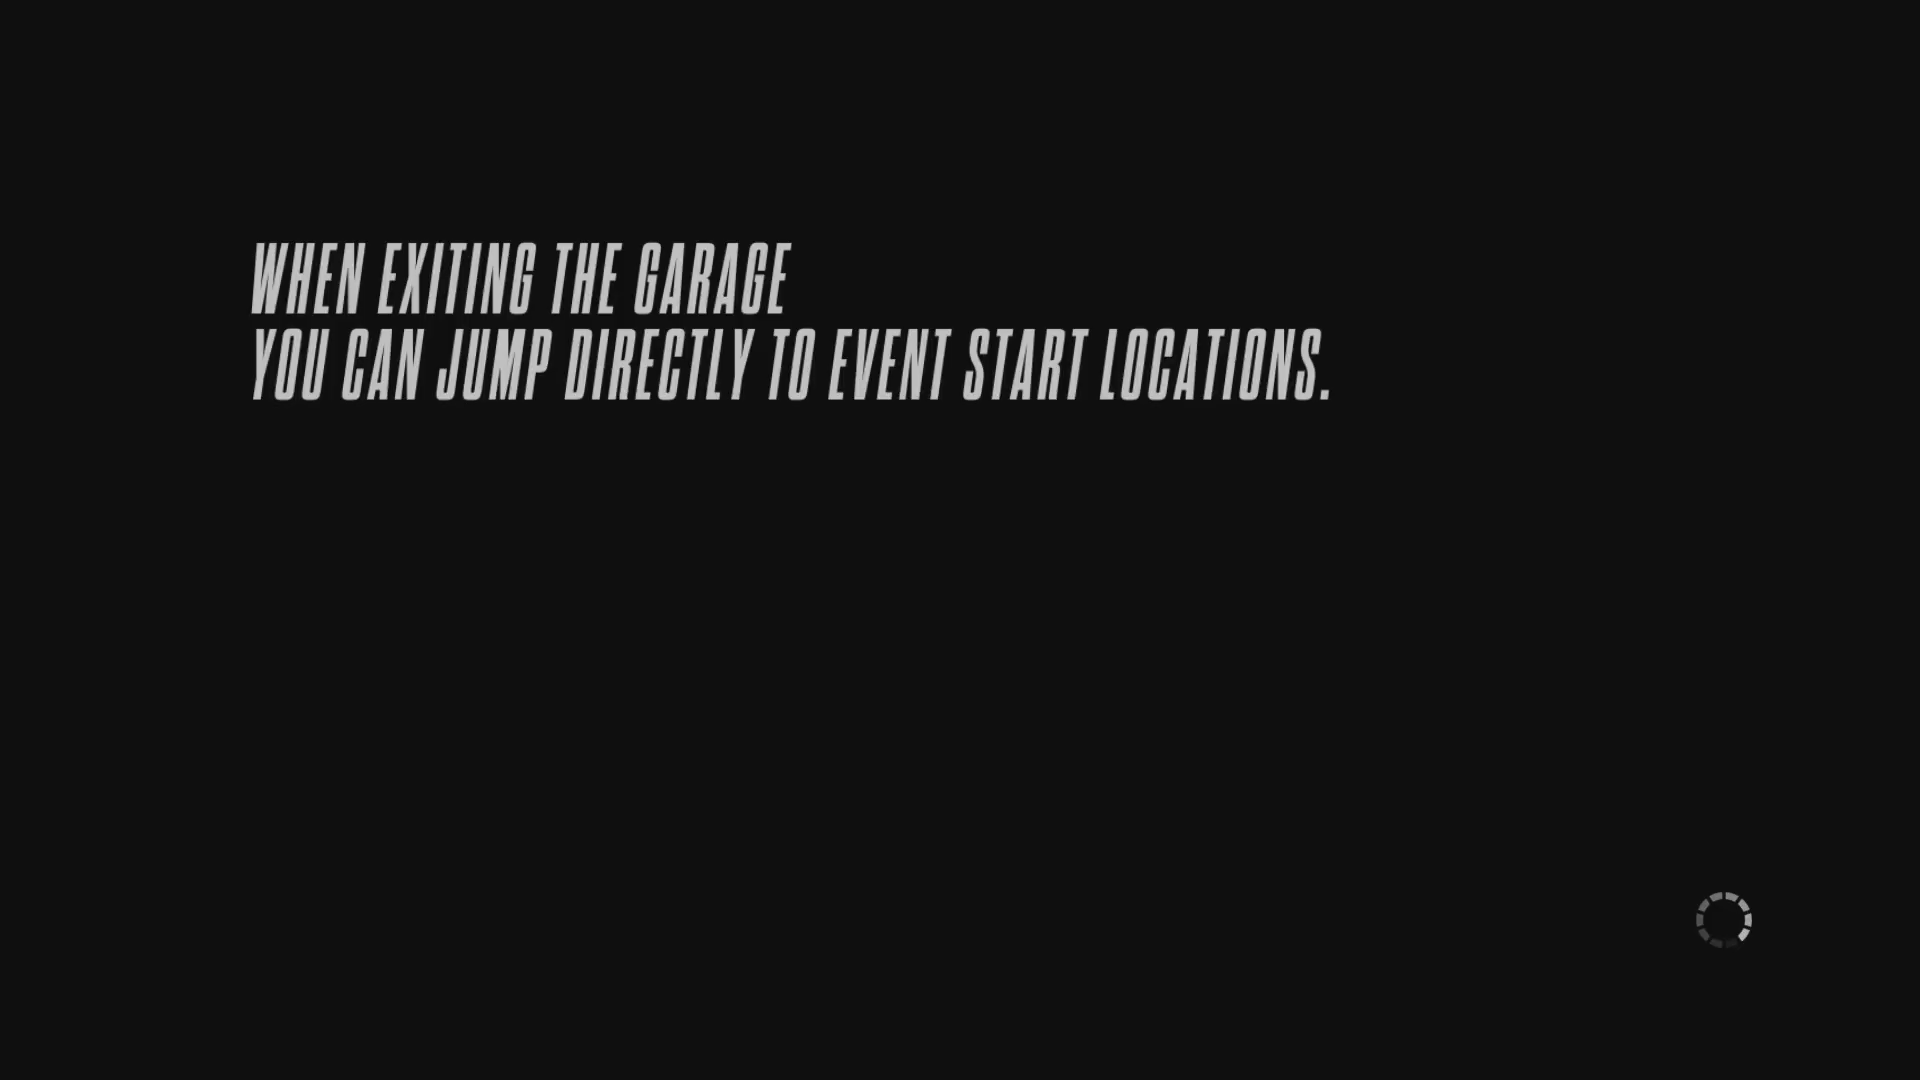 WHEN EXITING THE GARAGE
YOU CAN JUMP DIRECTLY TO EVENT START LOCATIONS.